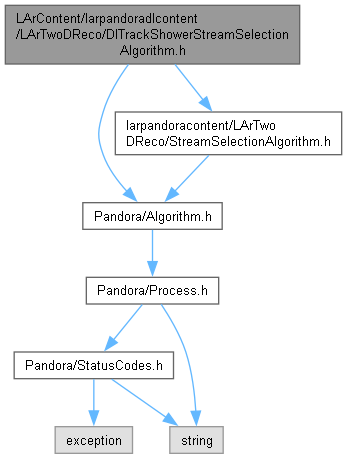 LArContent/larpandoradlcontent
/LArTwoDReco/DlTrackShowerStreamSelection
Algorithm.h
larpandoracontent/LArTwo
DReco/StreamSelectionAlgorithm.h
Pandora/Algorithm.h
Pandora/Process.h
Pandora/StatusCodes.h
exception
string